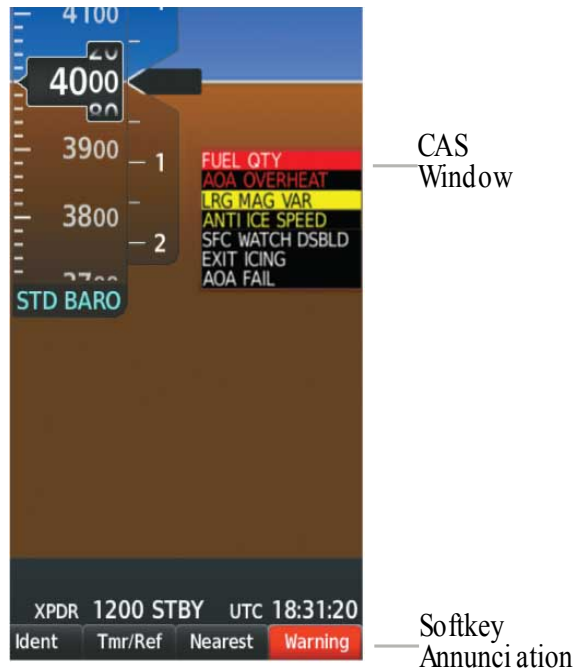 4100
20
4000
80
3900
1
3800
2
STD BARO
FUEL QTY
AOA OVERHEAT
LRG MAG VAR
ANTI ICE SPEED
SFC WATCH DSBLD
EXIT ICING
AOA FAIL
CAS
Window
XPDR 1200 STBY UTC 18:31:20
Ident Tmr/Ref Nearest Warning
Softkey
Annunciation